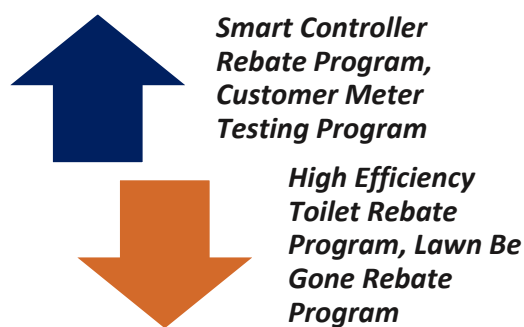 Smart Controller
Rebate Program,
Customer Meter
Testing Program
High Efficiency
Toilet Rebate
Program, Lawn Be
Gone Rebate
Program